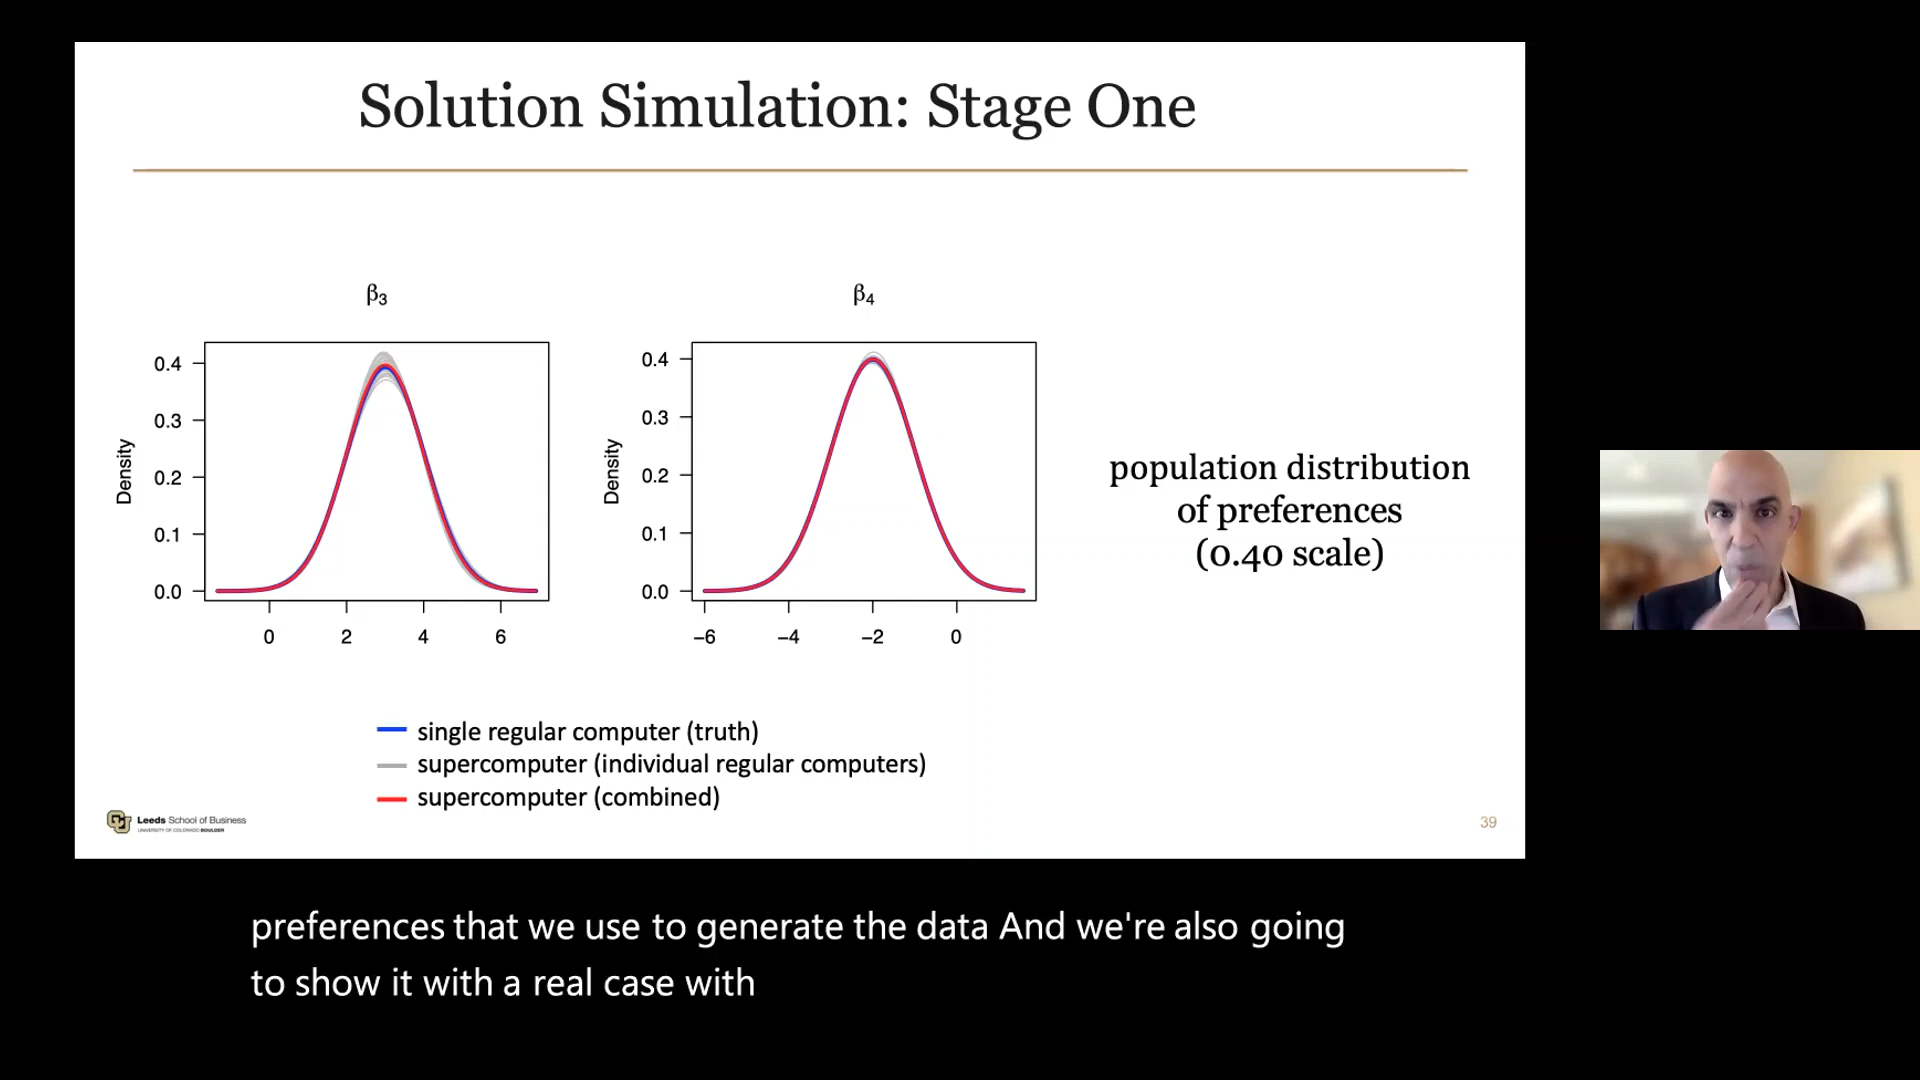 Solution Simulation: Stage One
β3
β4
0.4
0.3
0.2
0.1
0.0
Density
0
2
4
6
0.4
0.3
0.2
0.1
0.0
Density
−6
−4
−2
0
population distribution
of preferences
(0.40 scale)
single regular computer (truth)
supercomputer (individual regular computers)
supercomputer (combined)
CU
Leeds School of Business
UNIVERSITY OF COLORADO BOULDER
39
preferences that we use to generate the data And we're also going
to show it with a real case with